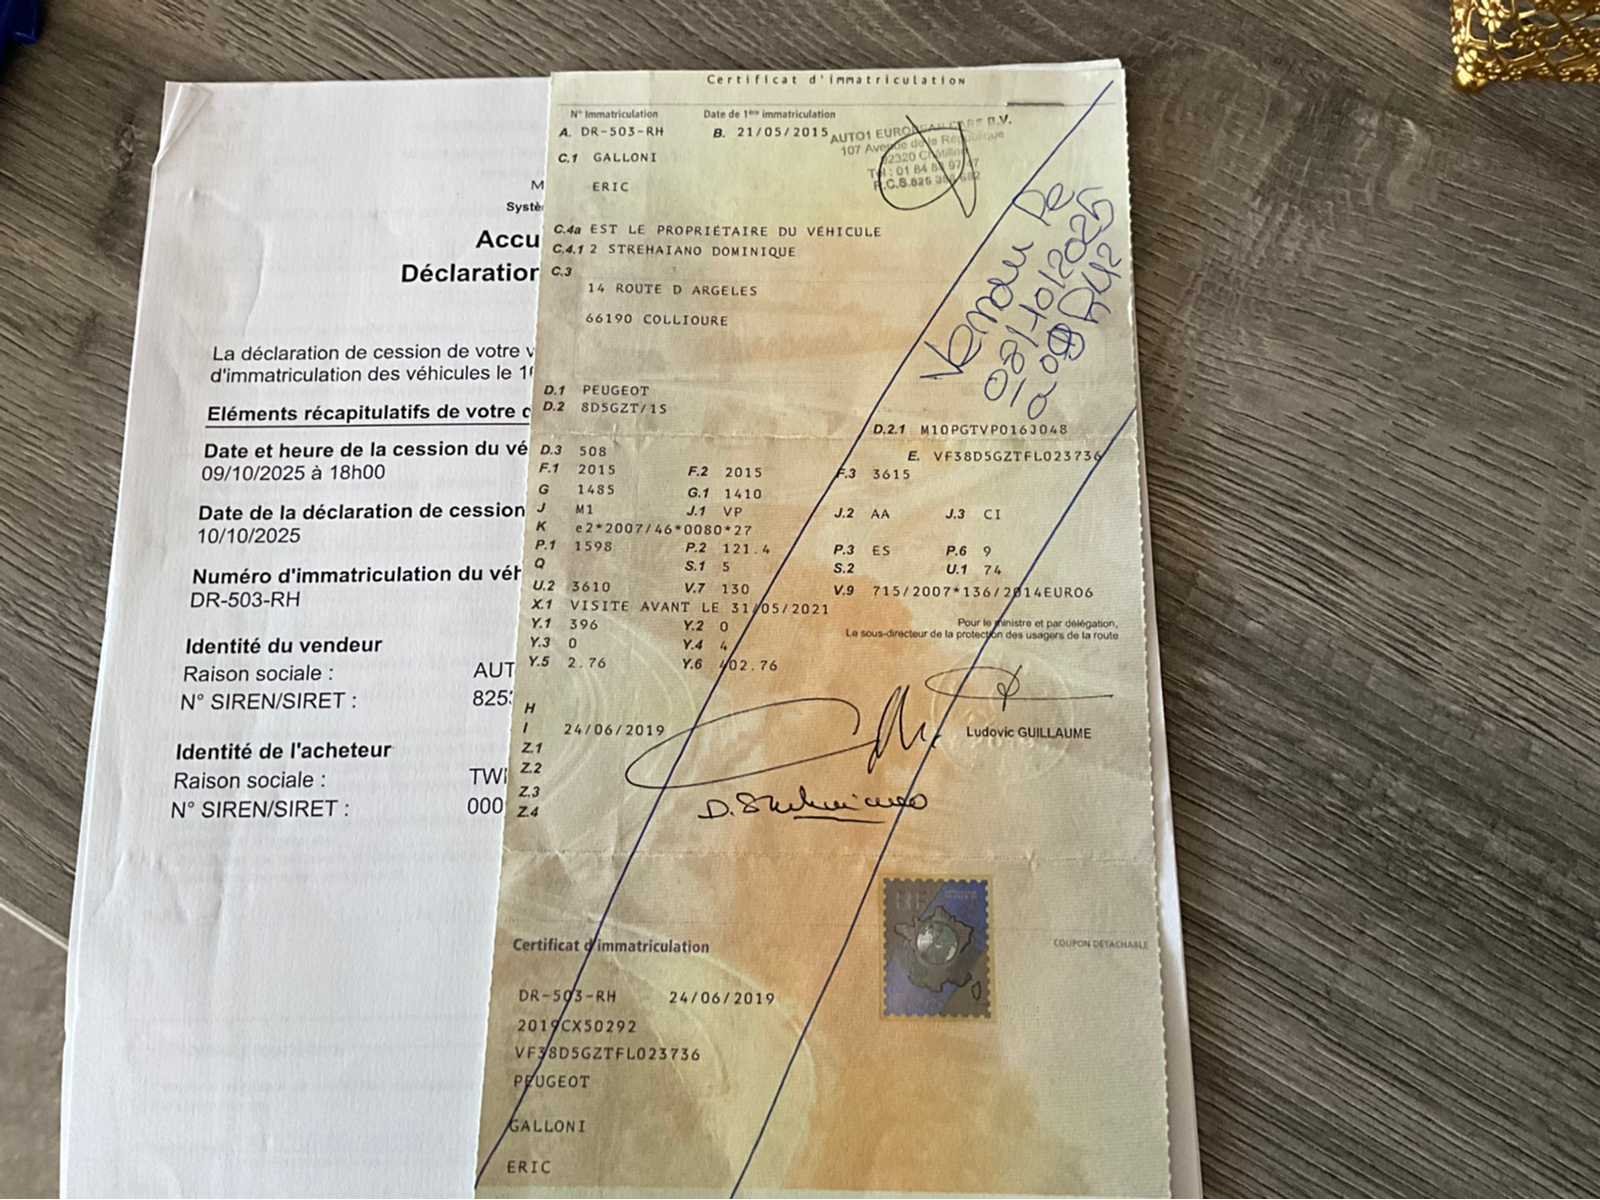 Certificat d'immatriculation
N° Immatriculation Date de 1ère immatriculation
A. DR-503-RH B. 21/05/2015
AUTO1 EUROPEAN CARS B.V.
107 Avenue de la République
92320 Châtillon
Tél : 01 84 88
R.C.S. 825
C.1 GALLONI
ERIC
C.4a EST LE PROPRIÉTAIRE DU VÉHICULE
C.4.1 2 STREHAIANO DOMINIQUE
C.3
14 ROUTE D ARGELES
66190 COLLIOURE
08/10/2025
D.1 PEUGEOT
D.2 8D5GZT/1S
D.2.1 M10PGTVP016J048
D.3 508 E. VF38D5GZTFL023736
F.1 2015 F.2 2015 F.3 3615
G 1485 G.1 1410
J M1 J.1 VP J.2 AA J.3 CI
K e2*2007/46*0080*27
P.1 1598 P.2 121.4 P.3 ES P.6 9
Q S.1 5 S.2 U.1 74
U.2 3610 V.7 130 V.9 715/2007*136/2014EURO6
X.1 VISITE AVANT LE 31/05/2021
Y.1 396 Y.2 0
Y.3 0 Y.4 4
Y.5 2.76 Y.6 402.76
Pour le ministre et par délégation,
Le sous-directeur de la protection des usagers de la route
H
I 24/06/2019
Z.1
Z.2
Z.3
Z.4
Ludovic GUILLAUME
Certificat d'immatriculation
COUPON DÉTACHABLE
DR-503-RH 24/06/2019
2019CX50292
VF38D5GZTFL023736
PEUGEOT
GALLONI
ERIC
M
Systè
Accu
Déclaration
La déclaration de cession de votre v
d'immatriculation des véhicules le 1
Eléments récapitulatifs de votre d
Date et heure de la cession du vé
09/10/2025 à 18h00
Date de la déclaration de cession
10/10/2025
Numéro d'immatriculation du véh
DR-503-RH
Identité du vendeur
Raison sociale : AUT
N° SIREN/SIRET : 825
Identité de l'acheteur
Raison sociale : TW
N° SIREN/SIRET : 000